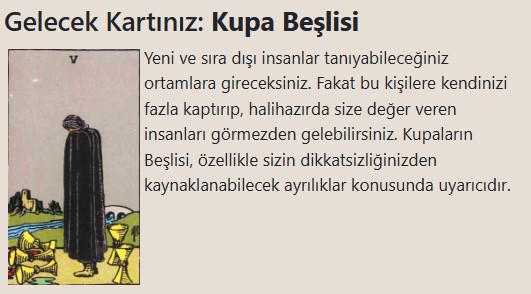 Gelecek Kartınız: Kupa Beşlisi
V
Yeni ve sıra dışı insanlar tanıyabileceğiniz
ortamlara gireceksiniz. Fakat bu kişilere kendinizi
fazla kaptırıp, halihazırda size değer veren
insanları görmezden gelebilirsiniz. Kupaların
Beşlisi, özellikle sizin dikkatsizliğinizden
kaynaklanabilecek ayrılıklar konusunda uyarıcıdır.